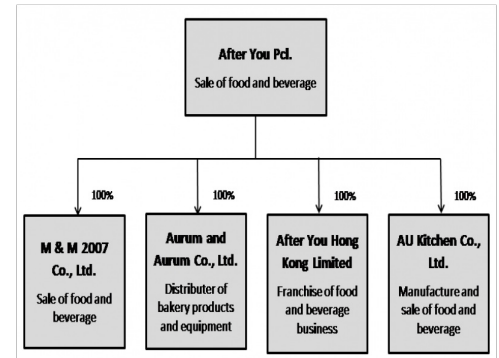 After You Pcl.
Sale of food and beverage
100%
100%
100%
100%
M & M 2007
Co., Ltd.
Sale of food and
beverage
Aurum and
Aurum Co., Ltd.
Distributer of
bakery products
and equipment
After You Hong
Kong Limited
Franchise of food
and beverage
business
AU Kitchen Co.,
Ltd.
Manufacture and
sale of food and
beverage